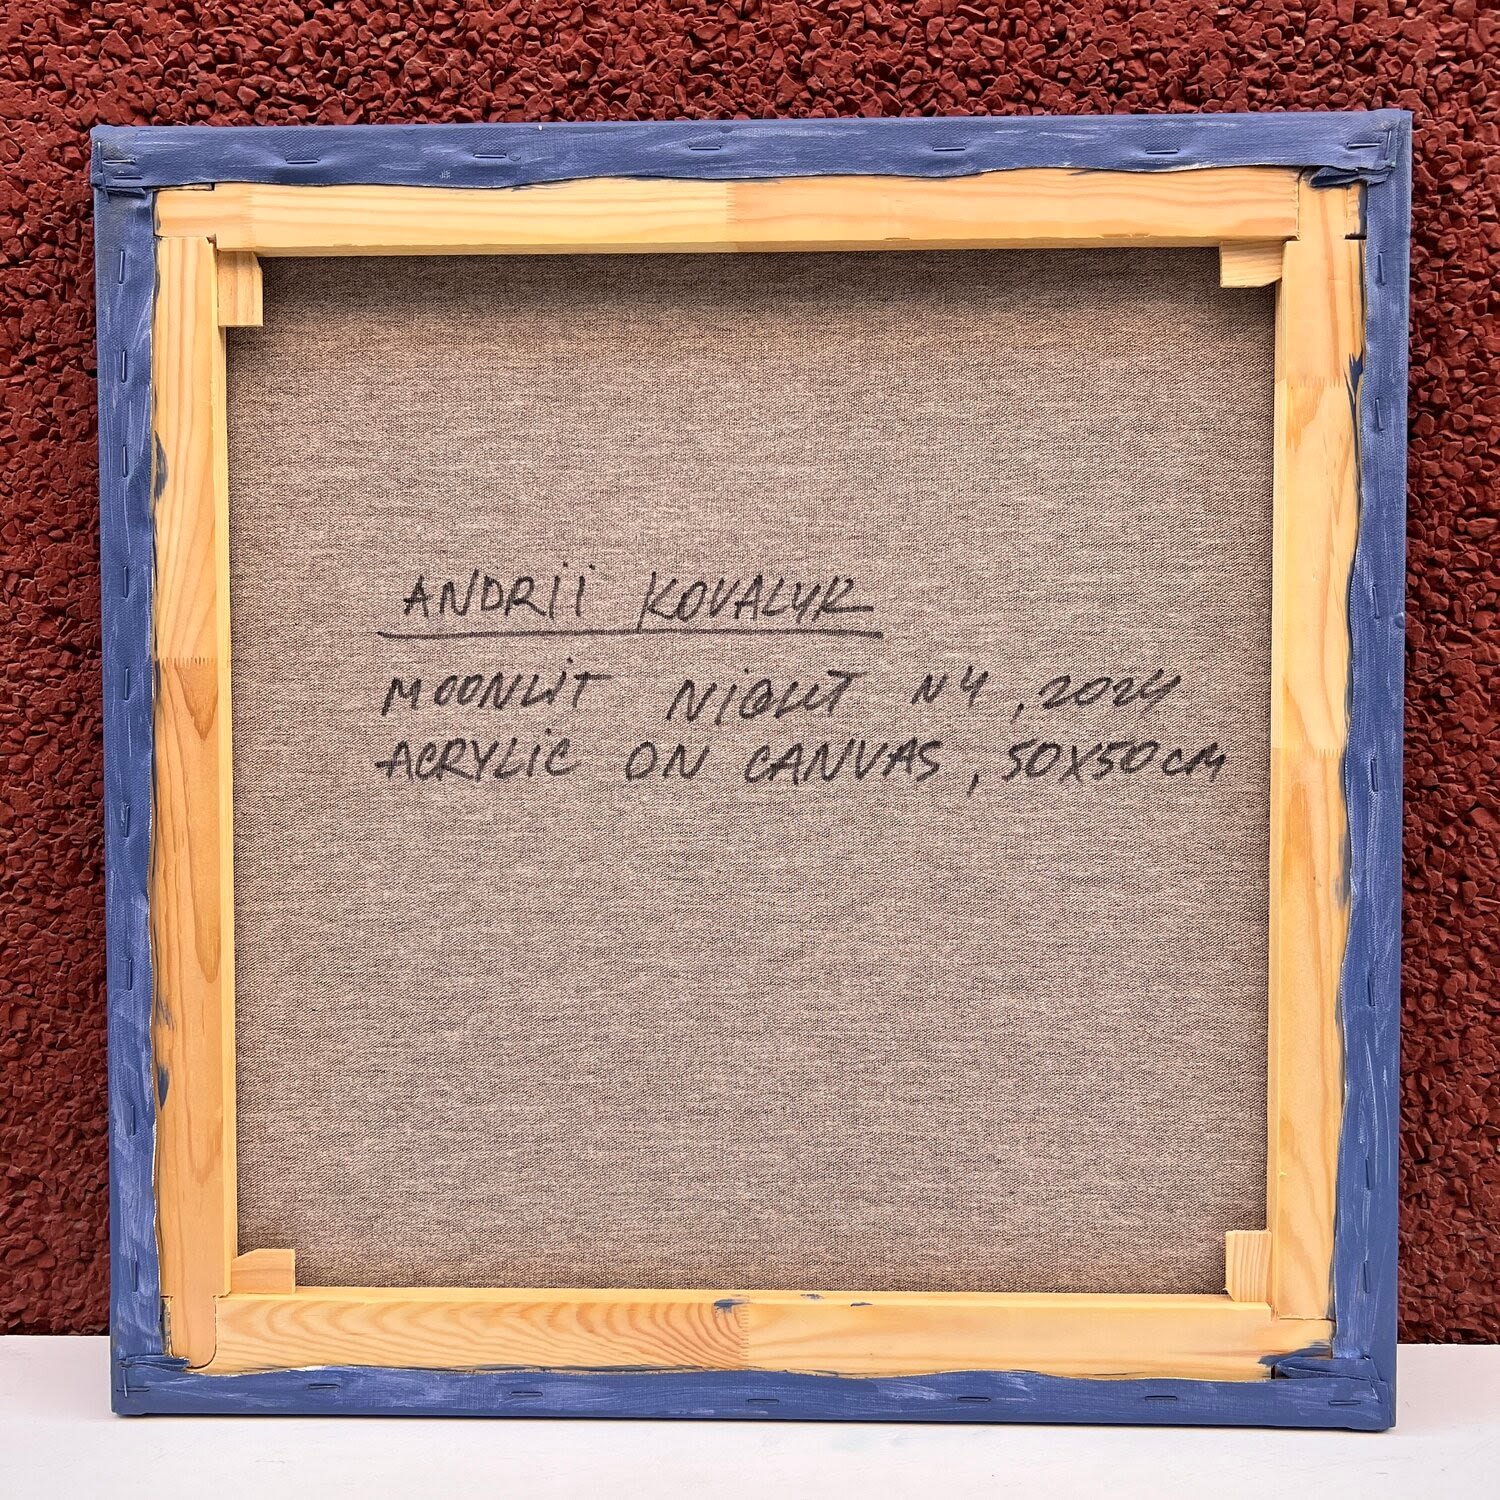 ANDRII KOVALYK
MOONLIT NIGHT N4, 2024
ACRYLIC ON CANVAS, 50X50CM